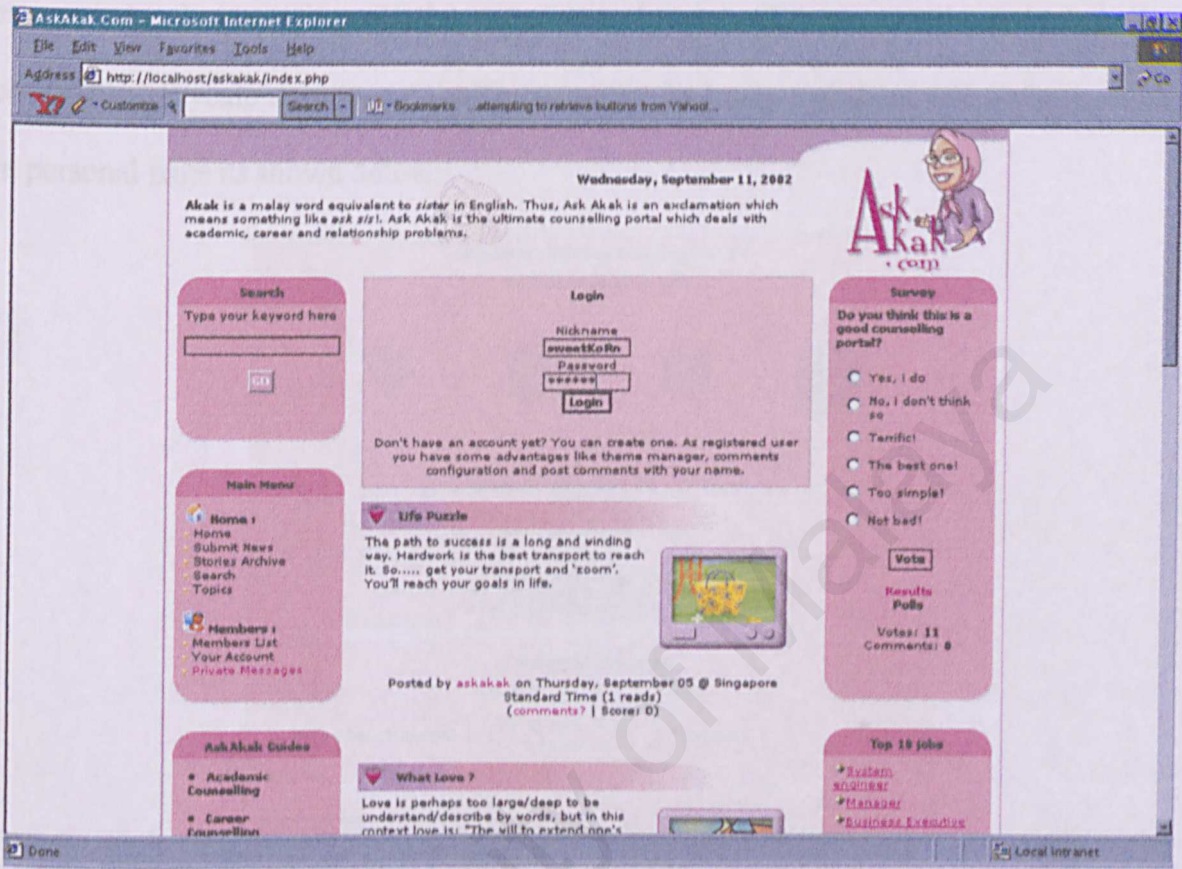 AskAkak.Com - Microsoft Internet Explorer
File Edit View Favorites Tools Help
Address http://localhost/askakak/index.php Go
Y? Customize Search Bookmarks ...attempting to retrieve buttons from Yahoo!...
personal
Wednesday, September 11, 2002
Akak is a malay word equivalent to sister in English. Thus, Ask Akak is an exclamation which
means something like ask sis!. Ask Akak is the ultimate counselling portal which deals with
academic, career and relationship problems.
Ask
Akak
.com
Search
Type your keyword here
GO
Main Menu
Home :
Home
Submit News
Stories Archive
Search
Topics
Members :
Members List
Your Account
Private Messages
AskAkak Guides
Academic
Counselling
Career
Counselling
Login
Nickname
sweetKoRn
Password
******
Login
Don't have an account yet? You can create one. As registered user
you have some advantages like theme manager, comments
configuration and post comments with your name.
Life Puzzle
The path to success is a long and winding
way. Hardwork is the best transport to reach
it. So..... get your transport and 'zoom'.
You'll reach your goals in life.
Posted by askakak on Thursday, September 05 @ Singapore
Standard Time (1 reads)
(comments? | Score: 0)
What Love ?
Love is perhaps too large/deep to be
understand/describe by words, but in this
context love is: "The will to extend one's
Survey
Do you think this is a
good counselling
portal?
Yes, I do
No, I don't think
so
Terrific!
The best one!
Too simple!
Not bad!
Vote
Results
Polls
Votes: 11
Comments: 0
Top 10 Jobs
System
engineer
Manager
Business Executive
Done
Local intranet
of Malaya